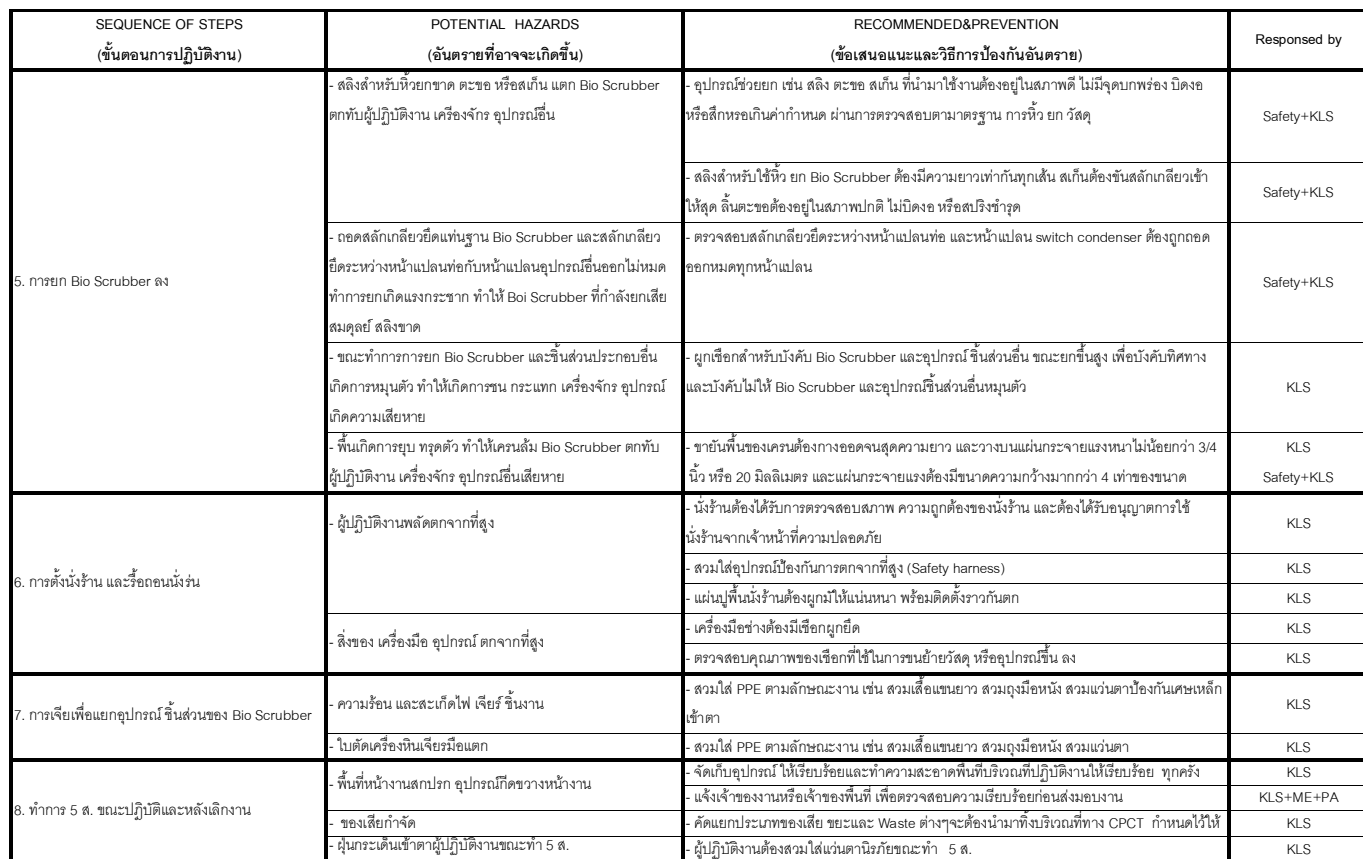 SEQUENCE OF STEPS
(ขั้นตอนการปฏิบัติงาน)
POTENTIAL HAZARDS
(อันตรายที่อาจจะเกิดขึ้น)
RECOMMENDED&PREVENTION
(ข้อเสนอแนะและวิธีการป้องกันอันตราย)
Responsed by
5. การยก Bio Scrubber ลง
- สลิงสำหรับหิ้วยกขาด ตะขอ หรือสเก็น แตก Bio Scrubber
ตกทับผู้ปฏิบัติงาน เครื่องจักร อุปกรณ์อื่น
- อุปกรณ์ช่วยยก เช่น สลิง ตะขอ สเก็น ที่นำมาใช้งานต้องอยู่ในสภาพดี ไม่มีจุดบกพร่อง บิดงอ
หรือสึกหรอเกินค่ากำหนด ผ่านการตรวจสอบตามาตรฐาน การหิ้ว ยก วัสดุ
Safety+KLS
- สลิงสำหรับใช้หิ้ว ยก Bio Scrubber ต้องมีความยาวเท่ากันทุกเส้น สเก็นต้องขันสลักเกลียวเข้า
ให้สุด ลิ้นตะขอต้องอยู่ในสภาพปกติ ไม่บิดงอ หรือสปริงชำรุด
Safety+KLS
- ถอดสลักเกลียวยึดแท่นฐาน Bio Scrubber และสลักเกลียว
ยึดระหว่างหน้าแปลนท่อกับหน้าแปลนอุปกรณ์อื่นออกไม่หมด
ทำการยกเกิดแรงกระชาก ทำให้ Boi Scrubber ที่กำลังยกเสีย
สมดุลย์ สลิงขาด
- ตรวจสอบสลักเกลียวยึดระหว่างหน้าแปลนท่อ และหน้าแปลน switch condenser ต้องถูกถอด
ออกหมดทุกหน้าแปลน
Safety+KLS
- ขณะทำการการยก Bio Scrubber และชิ้นส่วนประกอบอื่น
เกิดการหมุนตัว ทำให้เกิดการชน กระแทก เครื่องจักร อุปกรณ์
เกิดความเสียหาย
- ผูกเชือกสำหรับบังคับ Bio Scrubber และอุปกรณ์ ชิ้นส่วนอื่น ขณะยกขึ้นสูง เพื่อบังคับทิศทาง
และบังคับไม่ให้ Bio Scrubber และอุปกรณ์ชิ้นส่วนอื่นหมุนตัว
KLS
- พื้นเกิดการยุบ ทรุดตัว ทำให้เครนล้ม Bio Scrubber ตกทับ
ผู้ปฏิบัติงาน เครื่องจักร อุปกรณ์อื่นเสียหาย
- ขายันพื้นของเครนต้องกางออดจนสุดความยาว และวางบนแผ่นกระจายแรงหนาไม่น้อยกว่า 3/4
นิ้ว หรือ 20 มิลลิเมตร และแผ่นกระจายแรงต้องมีขนาดความกว้างมากกว่า 4 เท่าของขนาด
KLS
Safety+KLS
6. การตั้งนั่งร้าน และรื้อถอนนั่งร่น
- ผู้ปฏิบัติงานพลัดตกจากที่สูง
- นั่งร้านต้องได้รับการตรวจสอบสภาพ ความถูกต้องของนั่งร้าน และต้องได้รับอนุญาตการใช้
นั่งร้านจากเจ้าหน้าที่ความปลอดภัย
KLS
- สวมใส่อุปกรณ์ป้องกันการตกจากที่สูง (Safety harness)
KLS
- แผ่นปูพื้นนั่งร้านต้องผูกมัให้แน่นหนา พร้อมติดตั้งราวกันตก
KLS
- สิ่งของ เครื่องมือ อุปกรณ์ ตกจากที่สูง
- เครื่องมือช่างต้องมีเชือกผูกยึด
KLS
- ตรวจสอบคุณภาพของเชือกที่ใช้ในการขนย้ายวัสดุ หรืออุปกรณ์ขึ้น ลง
KLS
7. การเจียเพื่อแยกอุปกรณ์ ชิ้นส่วนของ Bio Scrubber
- ความร้อน และสะเก็ดไฟ เจียร์ ชิ้นงาน
- สวมใส่ PPE ตามลักษณะงาน เช่น สวมเสื้อแขนยาว สวมถุงมือหนัง สวมแว่นตาป้องกันเศษเหล็ก
เข้าตา
KLS
- ใบตัดเครื่องหินเจียรมือแตก
- สวมใส่ PPE ตามลักษณะงาน เช่น สวมเสื้อแขนยาว สวมถุงมือหนัง สวมแว่นตา
KLS
8. ทำการ 5 ส. ขณะปฏิบัติและหลังเลิกงาน
- พื้นที่หน้างานสกปรก อุปกรณ์กีดขวางหน้างาน
- จัดเก็บอุปกรณ์ ให้เรียบร้อยและทำความสะอาดพื้นที่บริเวณที่ปฏิบัติงานให้เรียบร้อย ทุกครั้ง
KLS
- แจ้งเจ้าของงานหรือเจ้าของพื้นที่ เพื่อตรวจสอบความเรียบร้อยก่อนส่งมอบงาน
KLS+ME+PA
- ของเสียกำจัด
- คัดแยกประเภทของเสีย ขยะและ Waste ต่างๆจะต้องนำมาทิ้งบริเวณที่ทาง CPCT กำหนดไว้ให้
KLS
- ฝุ่นกระเด็นเข้าตาผู้ปฏิบัติงานขณะทำ 5 ส.
- ผู้ปฏิบัติงานต้องสวมใส่แว่นตานิรภัยขณะทำ 5 ส.
KLS